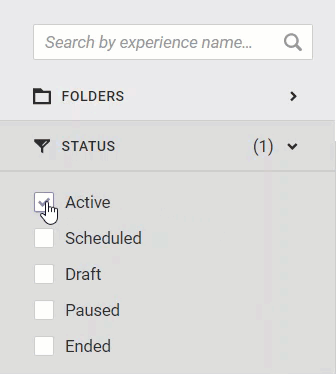 Search by experience name...
FOLDERS
STATUS (1)
Active
Scheduled
Draft
Paused
Ended